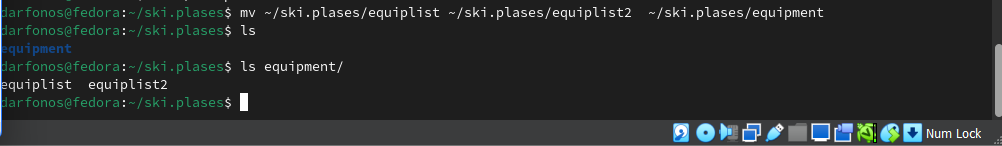 darfonos@fedora:~/ski.plases$ mv ~/ski.plases/equiplist ~/ski.plases/equiplist2  ~/ski.plases/equipment
darfonos@fedora:~/ski.plases$ ls
equipment
darfonos@fedora:~/ski.plases$ ls equipment/
equiplist  equiplist2
darfonos@fedora:~/ski.plases$
Num Lock